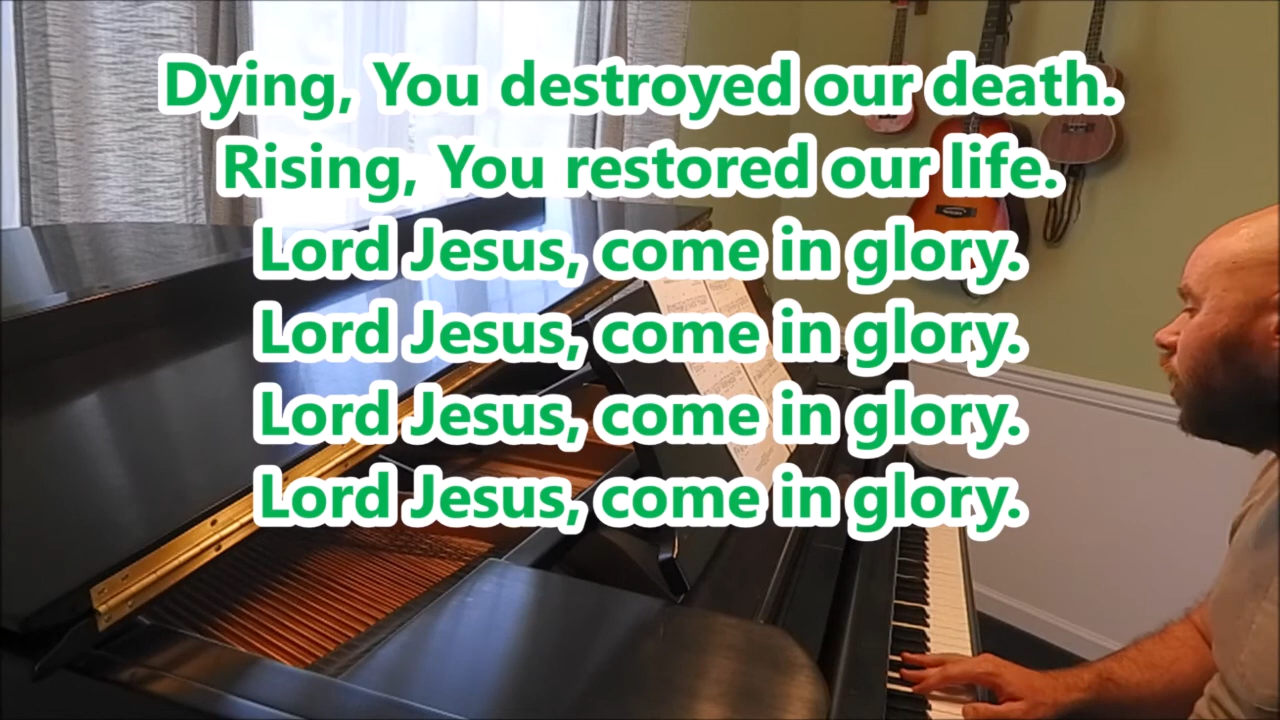 Dying, You destroyed our death.
Rising, You restored our life.
Lord Jesus, come in glory.
Lord Jesus, come in glory.
Lord Jesus, come in glory.
Lord Jesus, come in glory.